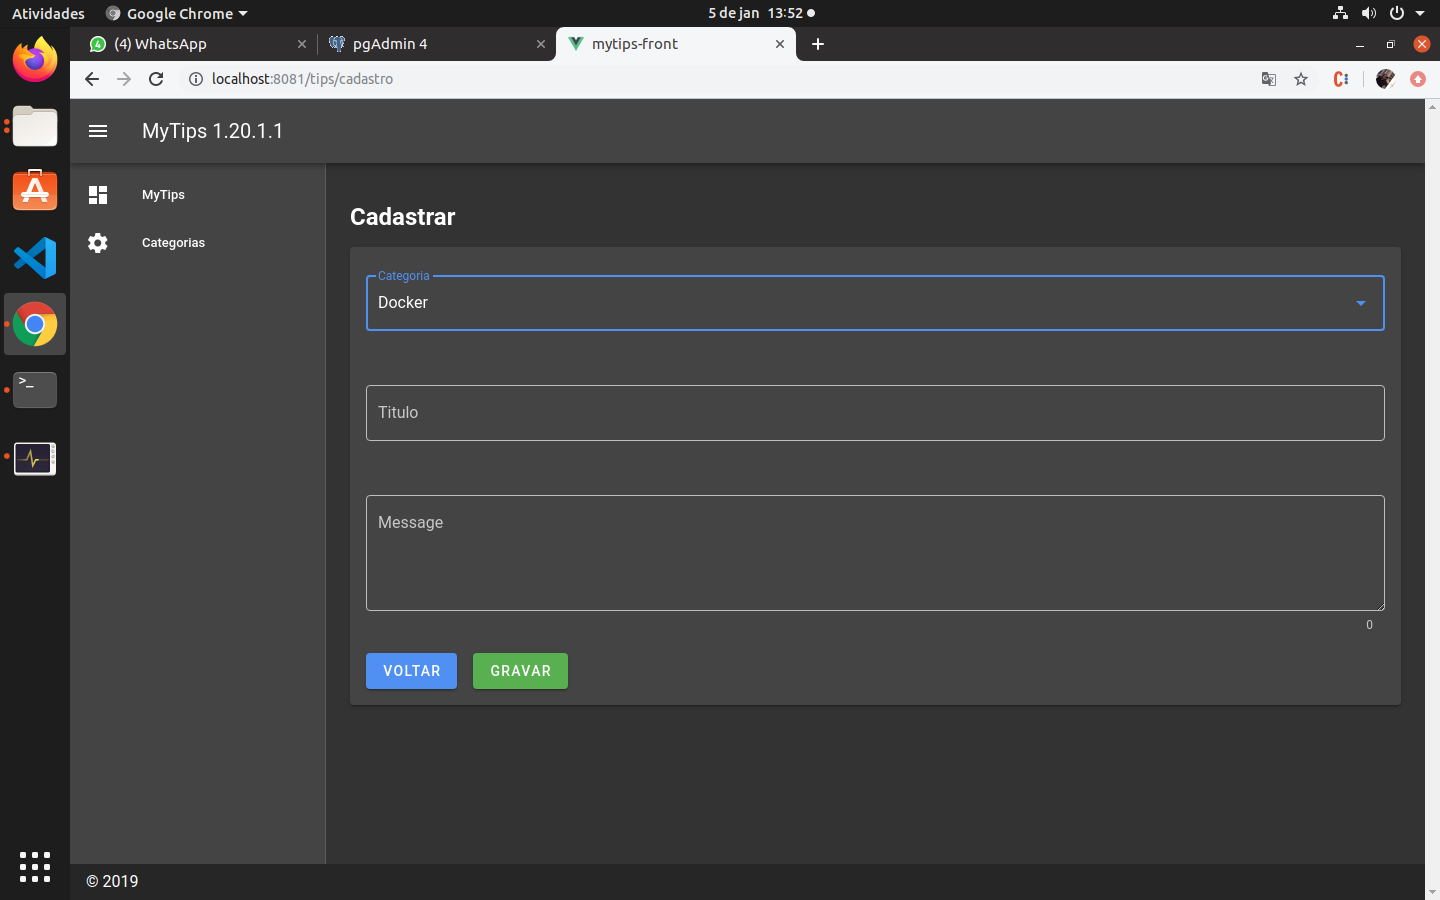 Atividades Google Chrome 5 de jan 13:52
(4) WhatsApp pgAdmin 4 mytips-front
localhost:8081/tips/cadastro
MyTips 1.20.1.1
MyTips
Categorias
Cadastrar
Categoria
Docker
Titulo
Message
0
VOLTAR GRAVAR
© 2019